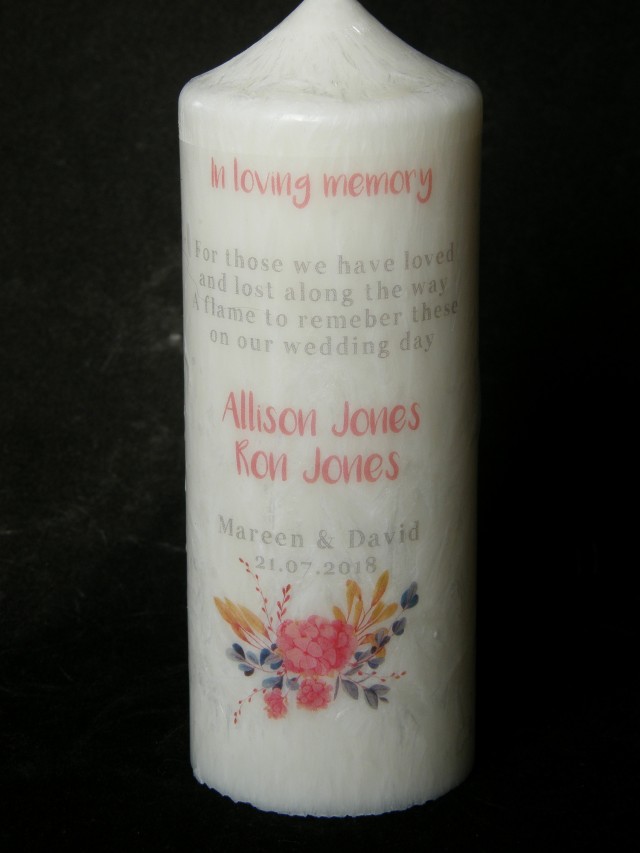 In loving memory
For those we have loved
and lost along the way
A flame to remeber these
on our wedding day
Allison Jones
Ron Jones
Mareen & David
21.07.2018